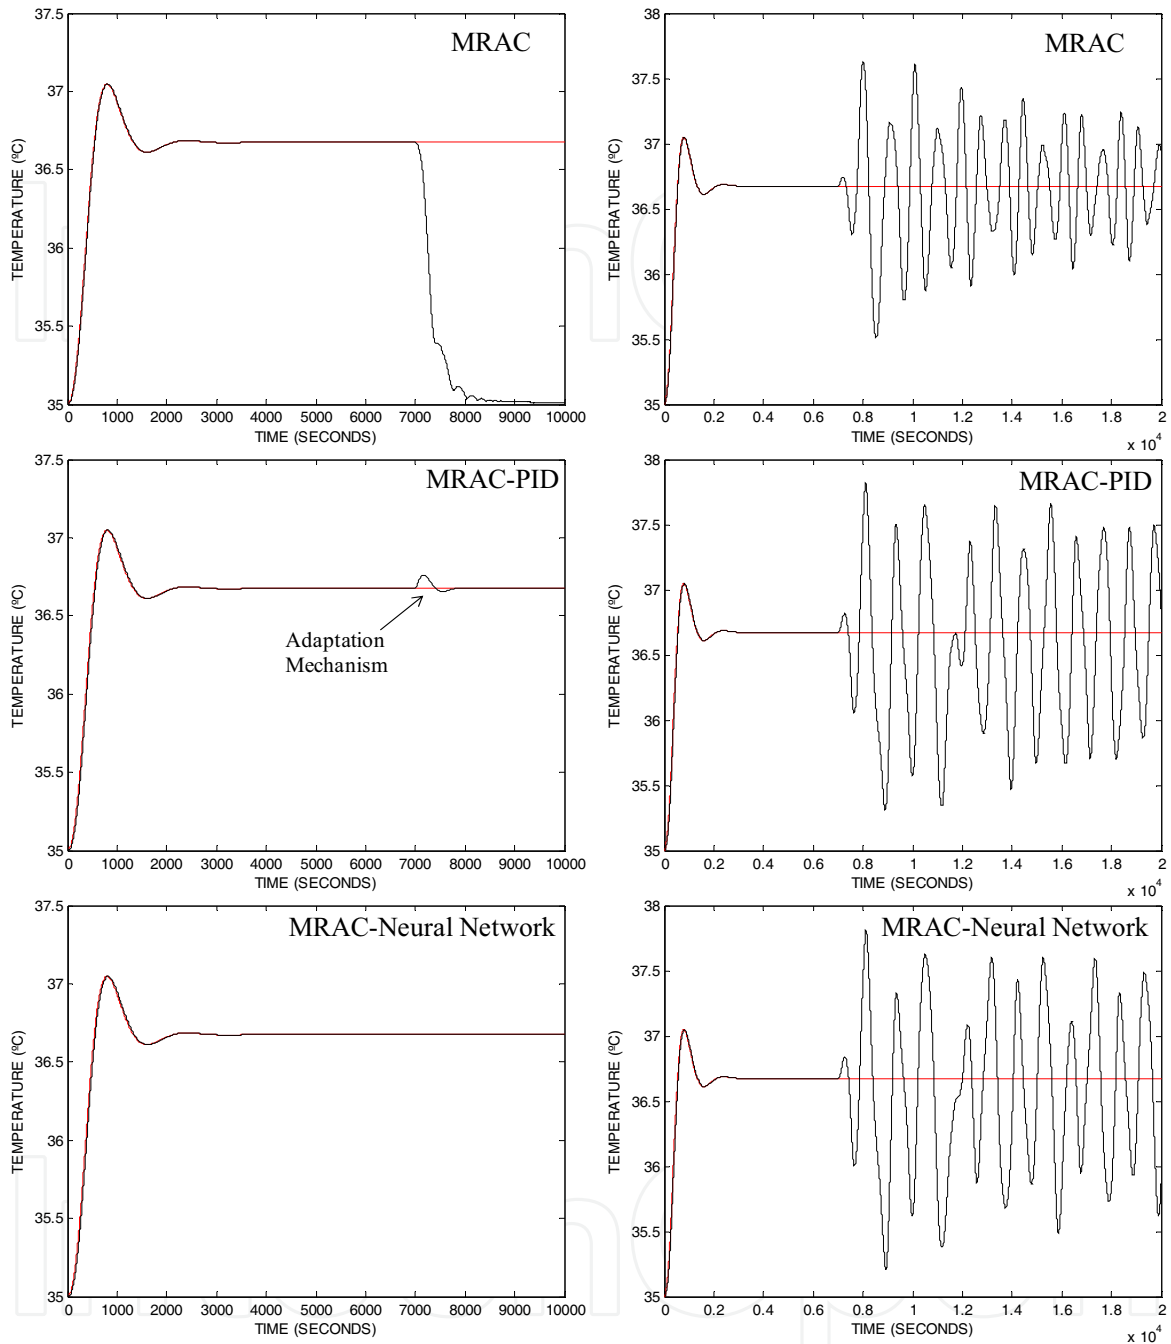 MRAC
TEMPERATURE (ºC)
37.5
37
36.5
36
35.5
35
0 1000 2000 3000 4000 5000 6000 7000 8000 9000 10000
TIME (SECONDS)
MRAC
TEMPERATURE (ºC)
38
37.5
37
36.5
36
35.5
35
0 0.2 0.4 0.6 0.8 1 1.2 1.4 1.6 1.8 2
TIME (SECONDS)
x 10⁴
MRAC-PID
TEMPERATURE (ºC)
37.5
37
36.5
36
35.5
35
Adaptation
Mechanism
0 1000 2000 3000 4000 5000 6000 7000 8000 9000 10000
TIME (SECONDS)
MRAC-PID
TEMPERATURE (ºC)
38
37.5
37
36.5
36
35.5
35
0 0.2 0.4 0.6 0.8 1 1.2 1.4 1.6 1.8 2
TIME (SECONDS)
x 10⁴
MRAC-Neural Network
TEMPERATURE (ºC)
37.5
37
36.5
36
35.5
35
0 1000 2000 3000 4000 5000 6000 7000 8000 9000 10000
TIME (SECONDS)
MRAC-Neural Network
TEMPERATURE (ºC)
38
37.5
37
36.5
36
35.5
35
0 0.2 0.4 0.6 0.8 1 1.2 1.4 1.6 1.8 2
TIME (SECONDS)
x 10⁴